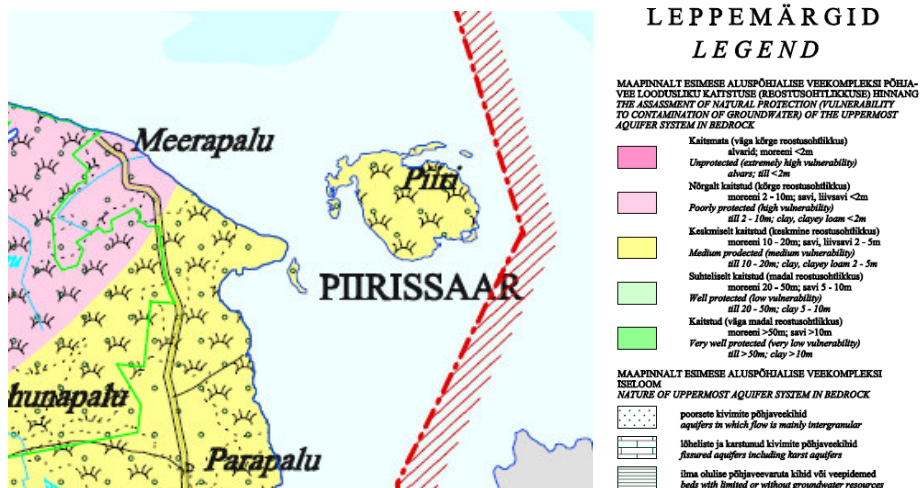 Meerapalu
Piiri
PIIRISSAAR
hunapalu
Parapalu
LEPPEMÄRGID
LEGEND
MAAPINNALT ESIMESE ALUSPÕHJALISE VEEKOMPLEKSI PÕHJA-
VEE LOODUSLIKU KAITSTUSE (REOSTUSOHTLIKKUSE) HINNANG
THE ASSASSMENT OF NATURAL PROTECTION (VULNERABILITY
TO CONTAMINATION OF GROUNDWATER) OF THE UPPERMOST
AQUIFER SYSTEM IN BEDROCK
Kaitsmata (väga kõrge reostusohtlikkus)
alvarid; moreeni <2m
Unprotected (extremely high vulnerability)
alvars; till <2m
Nõrgalt kaitstud (kõrge reostusohtlikkus)
moreeni 2 - 10m; savi, liivsavi <2m
Poorly protected (high vulnerability)
till 2 - 10m; clay, clayey loam <2m
Keskmiselt kaitstud (keskmine reostusohtlikkus)
moreeni 10 - 20m; savi, liivsavi 2 - 5m
Medium prodected (medium vulnerability)
till 10 - 20m; clay, clayey loam 2 - 5m
Suhteliselt kaitstud (madal reostusohtlikkus)
moreeni 20 - 50m; savi 5 - 10m
Well protected (low vulnerability)
till 20 - 50m; clay 5 - 10m
Kaitstud (väga madal reostusohtlikkus)
moreeni >50m; savi >10m
Very well protected (very low vulnerability)
till >50m; clay >10m
MAAPINNALT ESIMESE ALUSPÕHJALISE VEEKOMPLEKSI
ISELOOM
NATURE OF UPPERMOST AQUIFER SYSTEM IN BEDROCK
poorsete kivimite põhjaveekihid
aquifers in which flow is mainly intergranular
lõheliste ja karstunud kivimite põhjaveekihid
fissured aquifers including karst aquifers
ilma olulise põhjaveevaruta kihid või veepidemed
beds with limited or without groundwater resources